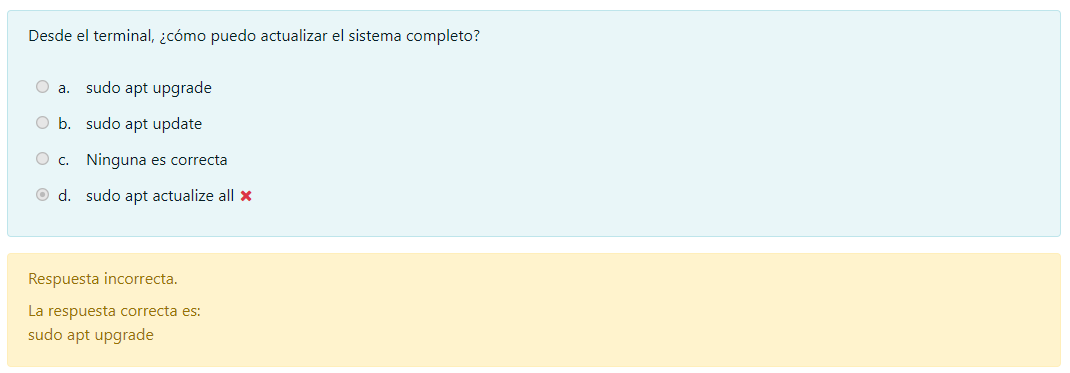 Desde el terminal, ¿cómo puedo actualizar el sistema completo?
a. sudo apt upgrade
b. sudo apt update
c. Ninguna es correcta
d. sudo apt actualize all
Respuesta incorrecta.
La respuesta correcta es:
sudo apt upgrade